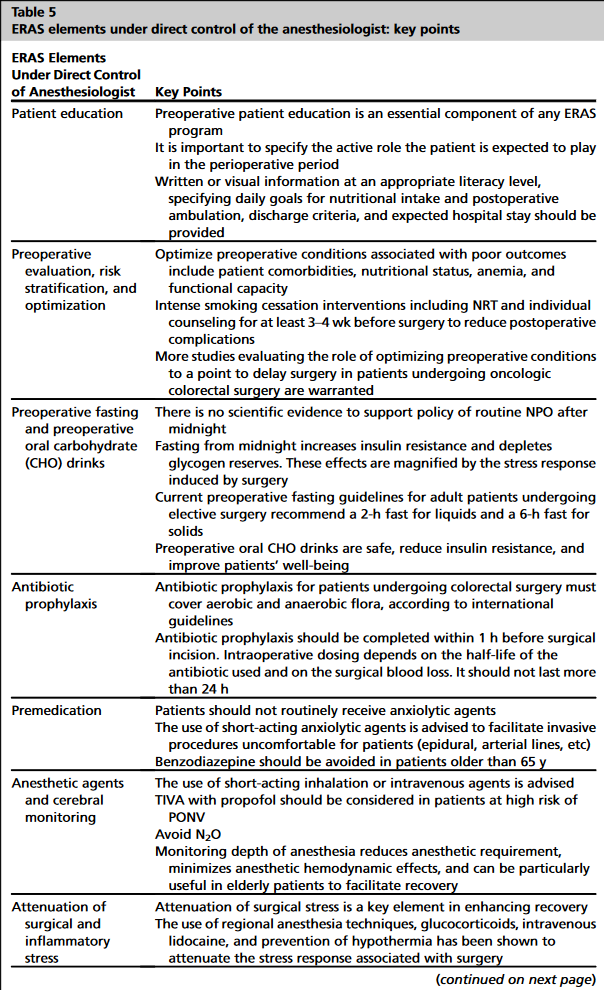 Table 5
ERAS elements under direct control of the anesthesiologist: key points
ERAS Elements
Under Direct Control
of Anesthesiologist
Key Points
Patient education
Preoperative patient education is an essential component of any ERAS
program
It is important to specify the active role the patient is expected to play
in the perioperative period
Written or visual information at an appropriate literacy level,
specifying daily goals for nutritional intake and postoperative
ambulation, discharge criteria, and expected hospital stay should be
provided
Preoperative
evaluation, risk
stratification, and
optimization
Optimize preoperative conditions associated with poor outcomes
include patient comorbidities, nutritional status, anemia, and
functional capacity
Intense smoking cessation interventions including NRT and individual
counseling for at least 3–4 wk before surgery to reduce postoperative
complications
More studies evaluating the role of optimizing preoperative conditions
to a point to delay surgery in patients undergoing oncologic
colorectal surgery are warranted
Preoperative fasting
and preoperative
oral carbohydrate
(CHO) drinks
There is no scientific evidence to support policy of routine NPO after
midnight
Fasting from midnight increases insulin resistance and depletes
glycogen reserves. These effects are magnified by the stress response
induced by surgery
Current preoperative fasting guidelines for adult patients undergoing
elective surgery recommend a 2-h fast for liquids and a 6-h fast for
solids
Preoperative oral CHO drinks are safe, reduce insulin resistance, and
improve patients' well-being
Antibiotic
prophylaxis
Antibiotic prophylaxis for patients undergoing colorectal surgery must
cover aerobic and anaerobic flora, according to international
guidelines
Antibiotic prophylaxis should be completed within 1 h before surgical
incision. Intraoperative dosing depends on the half-life of the
antibiotic used and on the surgical blood loss. It should not last more
than 24 h
Premedication
Patients should not routinely receive anxiolytic agents
The use of short-acting anxiolytic agents is advised to facilitate invasive
procedures uncomfortable for patients (epidural, arterial lines, etc)
Benzodiazepine should be avoided in patients older than 65 y
Anesthetic agents
and cerebral
monitoring
The use of short-acting inhalation or intravenous agents is advised
TIVA with propofol should be considered in patients at high risk of
PONV
Avoid N₂O
Monitoring depth of anesthesia reduces anesthetic requirement,
minimizes anesthetic hemodynamic effects, and can be particularly
useful in elderly patients to facilitate recovery
Attenuation of
surgical and
inflammatory
stress
Attenuation of surgical stress is a key element in enhancing recovery
The use of regional anesthesia techniques, glucocorticoids, intravenous
lidocaine, and prevention of hypothermia has been shown to
attenuate the stress response associated with surgery
(continued on next page)